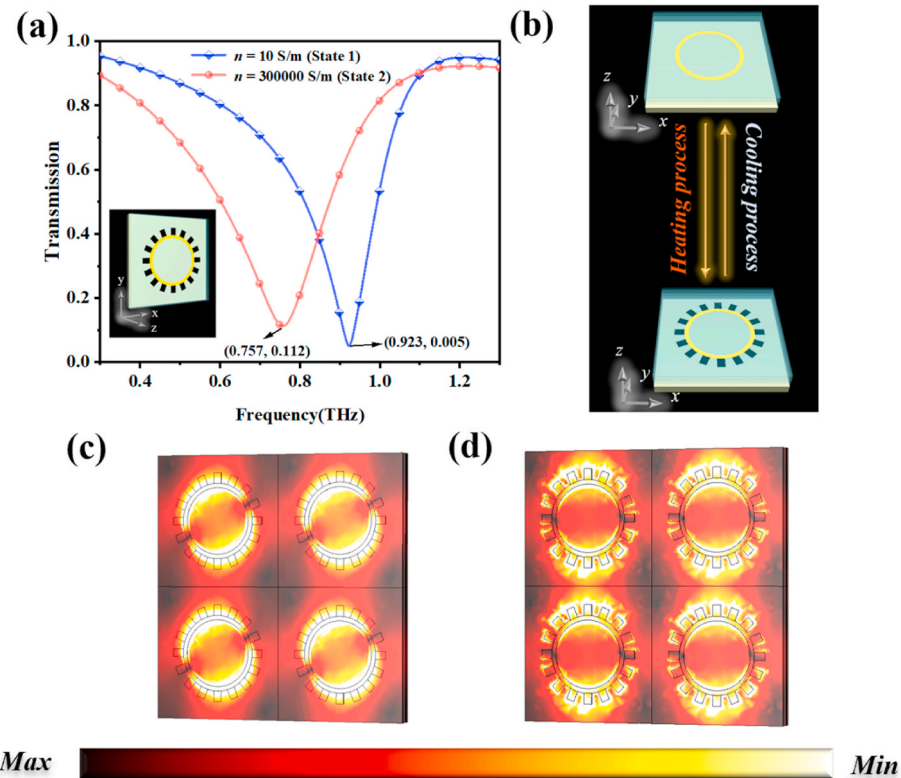 (a)
1.0
0.8
0.6
0.4
0.2
0.0
Transmission
n = 10 S/m (State 1)
n = 300000 S/m (State 2)
y
x
z
(0.757, 0.112)
(0.923, 0.005)
0.4 0.6 0.8 1.0 1.2
Frequency(THz)
(b)
z
y
x
Heating process
Cooling process
z
y
x
(c)
(d)
Max
Min